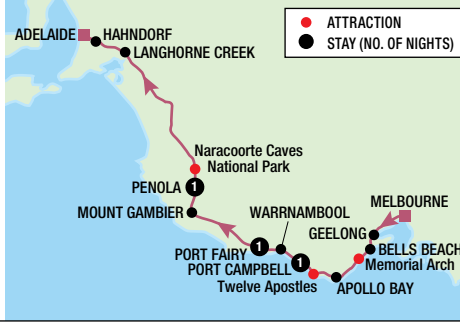 ATTRACTION
STAY (NO. OF NIGHTS)
ADELAIDE
HAHNDORF
LANGHORNE CREEK
Naracoorte Caves
National Park
1
PENOLA
MOUNT GAMBIER
WARRNAMBOOL
MELBOURNE
GEELONG
PORT FAIRY
1
BELLS BEACH
PORT CAMPBELL
1
Memorial Arch
Twelve Apostles
APOLLO BAY